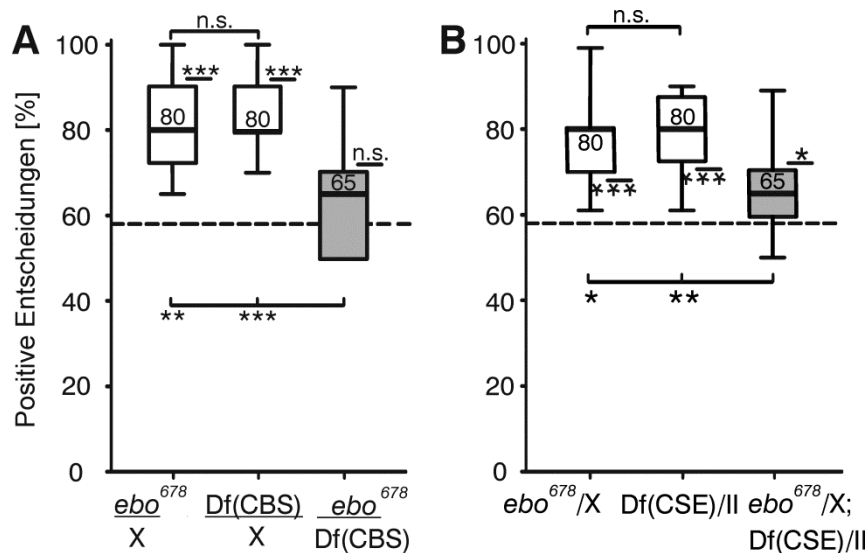 A
n.s.
B
n.s.
Positive Entscheidungen [%]
100
80
60
40
20
0
***
***
n.s.
80
80
65
**
***
ebo⁶⁷⁸
X
Df(CBS)
X
ebo⁶⁷⁸
Df(CBS)
100
80
60
40
20
0
***
***
*
80
80
65
*
**
ebo⁶⁷⁸/X
Df(CSE)/II
ebo⁶⁷⁸/X;
Df(CSE)/II